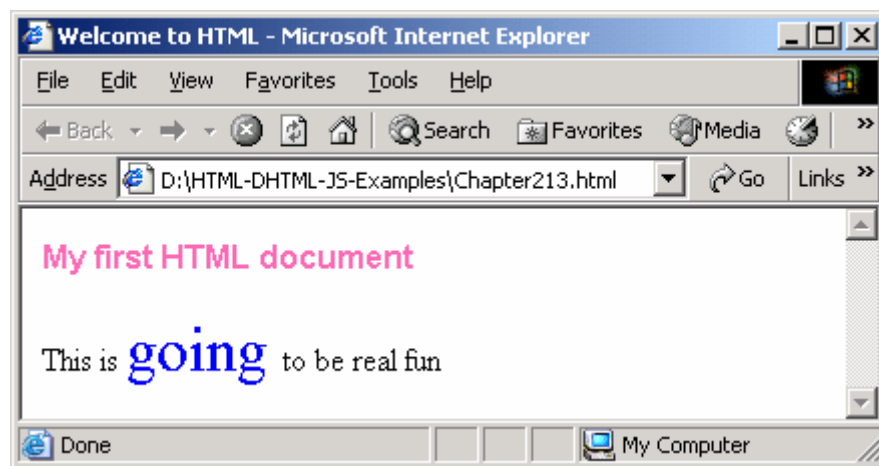 Welcome to HTML - Microsoft Internet Explorer
File Edit View Favorites Tools Help
Back Search Favorites Media »
Address D:\HTML-DHTML-JS-Examples\Chapter213.html Go Links »
My first HTML document
This is going to be real fun
Done My Computer